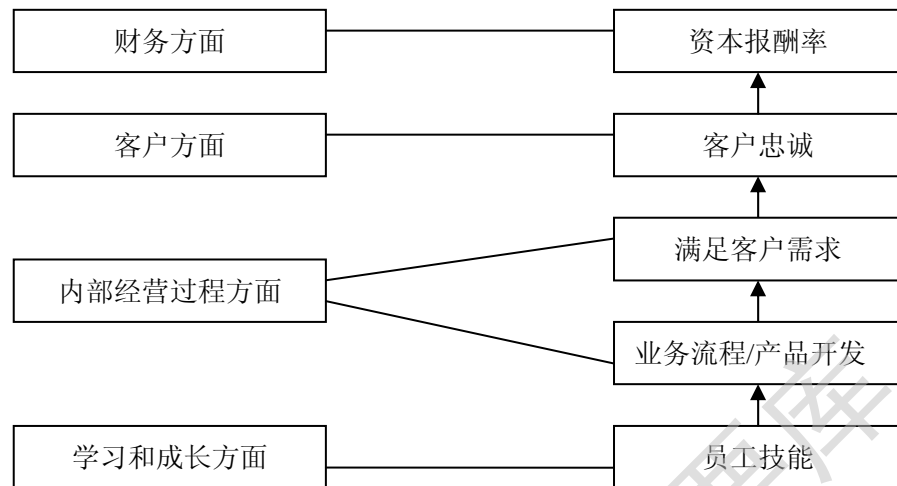 财务方面
资本报酬率
客户方面
客户忠诚
满足客户需求
内部经营过程方面
业务流程/产品开发
学习和成长方面
员工技能
题库